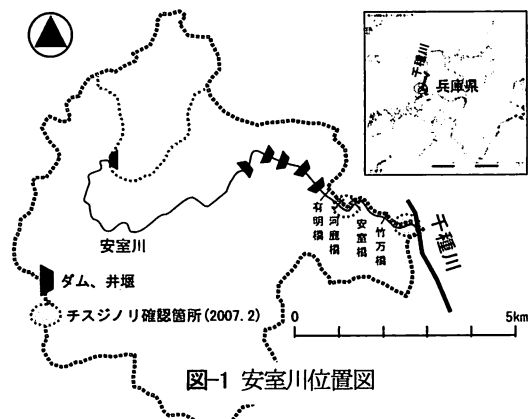 千種川
兵庫県
有明橋
河鹿橋
安室橋
竹万橋
千種川
安室川
ダム、井堰
チスジノリ確認箇所(2007.2)
0
5km
図-1 安室川位置図